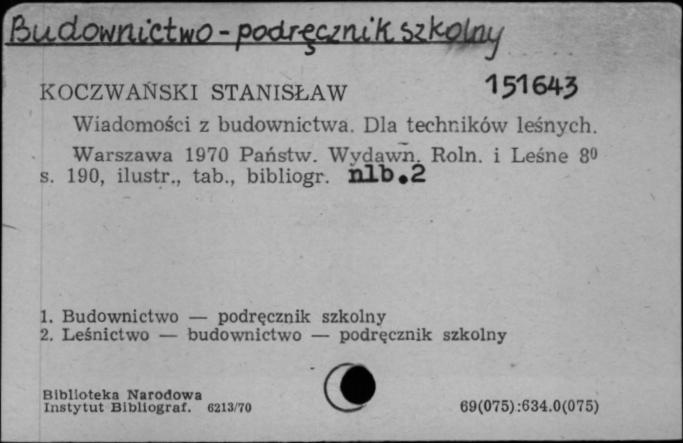 Budownictwo - podręcznik szkolny
KOCZWAŃSKI STANISŁAW 151643
Wiadomości z budownictwa. Dla techników leśnych.
Warszawa 1970 Państw. Wydawn. Roln. i Leśne 8⁰
s. 190, ilustr., tab., bibliogr. nlb.2
1. Budownictwo — podręcznik szkolny
2. Leśnictwo — budownictwo — podręcznik szkolny
Biblioteka Narodowa
Instytut Bibliograf. 6213/70 69(075):634.0(075)